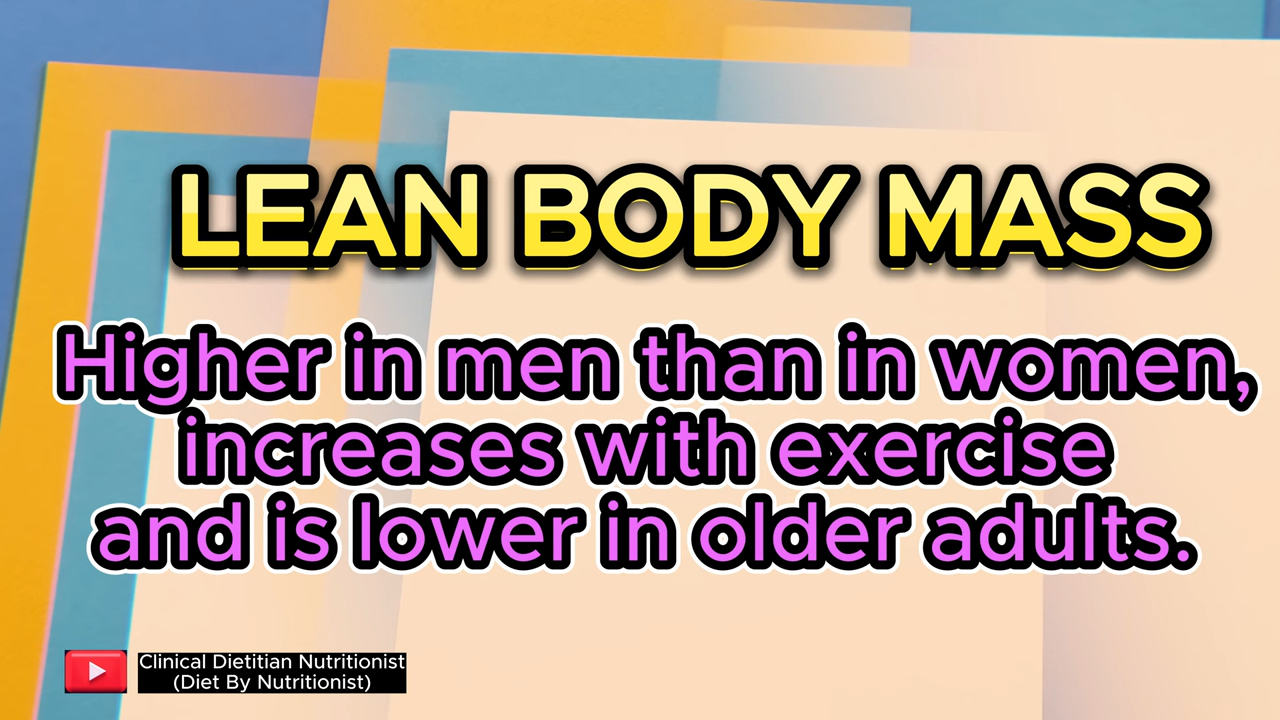 LEAN BODY MASS
Higher in men than in women,
increases with exercise
and is lower in older adults.
Clinical Dietitian Nutritionist
(Diet By Nutritionist)